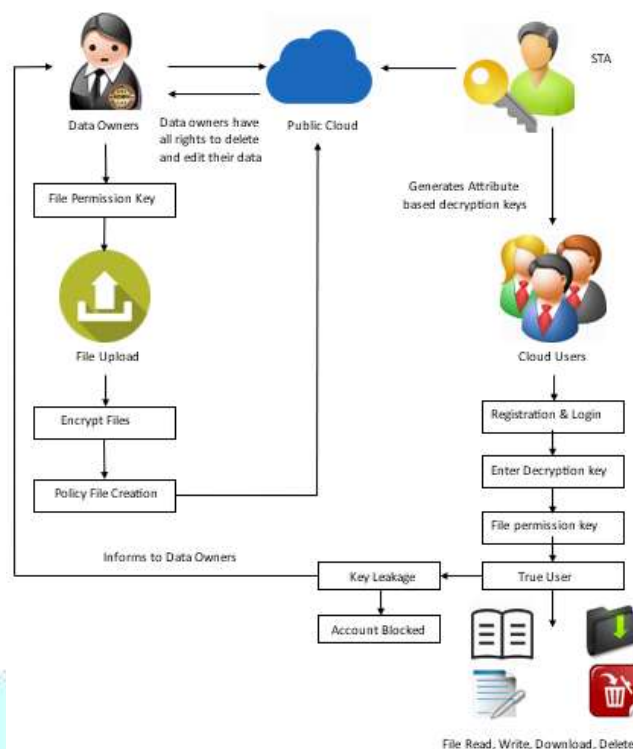 STA
Data Owners
Data owners have
all rights to delete
and edit their data
Public Cloud
File Permission Key
Generates Attribute
based decryption keys
File Upload
Cloud Users
Encrypt Files
Registration & Login
Policy File Creation
Enter Decryption key
File permission key
Informs to Data Owners
Key Leakage
True User
Account Blocked
File Read, Write, Download, Delete